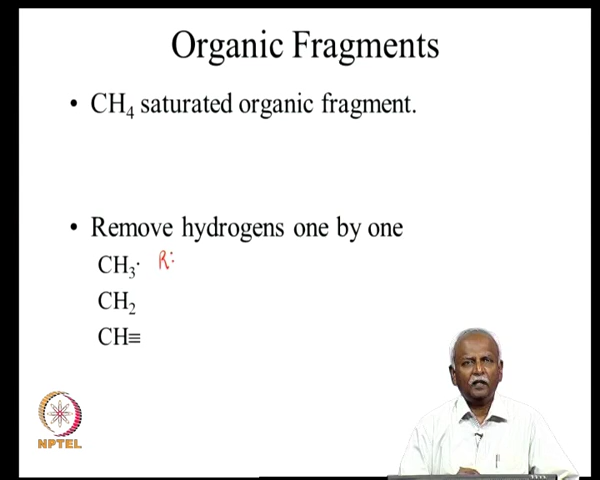 Organic Fragments
• CH₄ saturated organic fragment.
• Remove hydrogens one by one
CH₃· R:
CH₂
CH≡
NPTEL